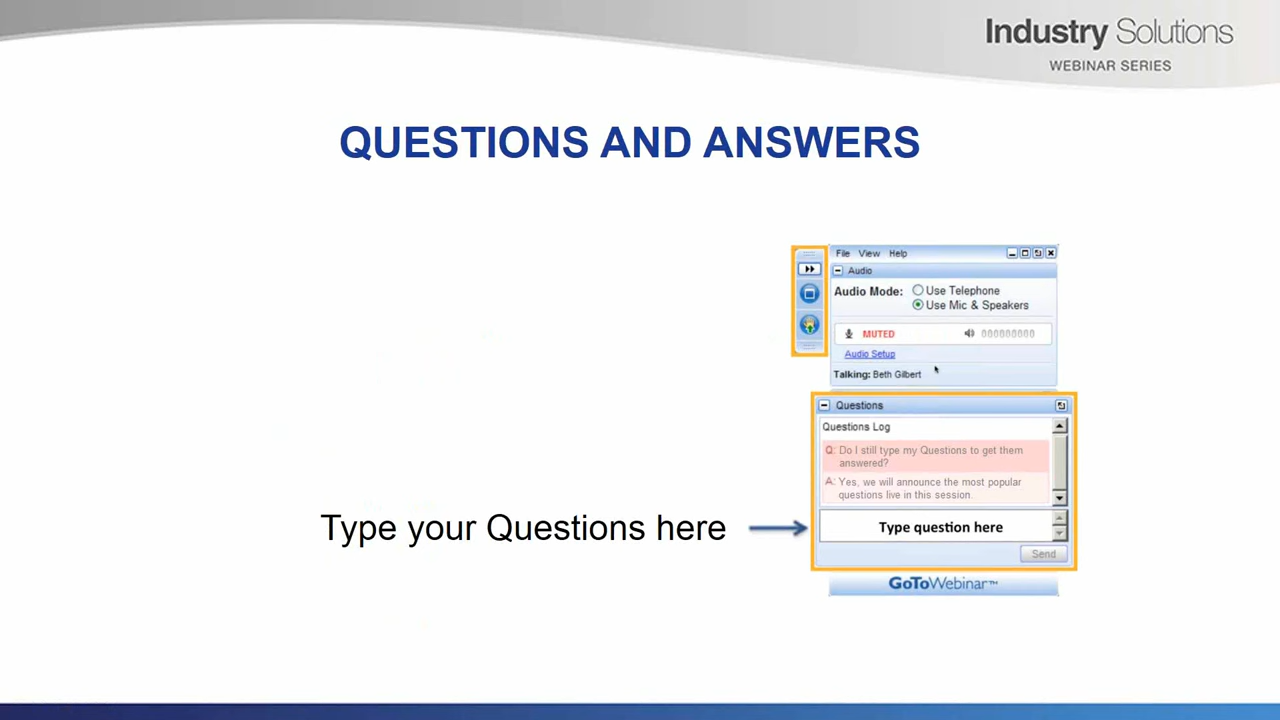 Industry Solutions
WEBINAR SERIES
QUESTIONS AND ANSWERS
File View Help
Audio
Audio Mode: Use Telephone
Use Mic & Speakers
MUTED 000000000
Audio Setup
Talking: Beth Gilbert
Questions
Questions Log
Q: Do I still type my Questions to get them
answered?
A: Yes, we will announce the most popular
questions live in this session.
Type your Questions here
Type question here
Send
GoToWebinar™